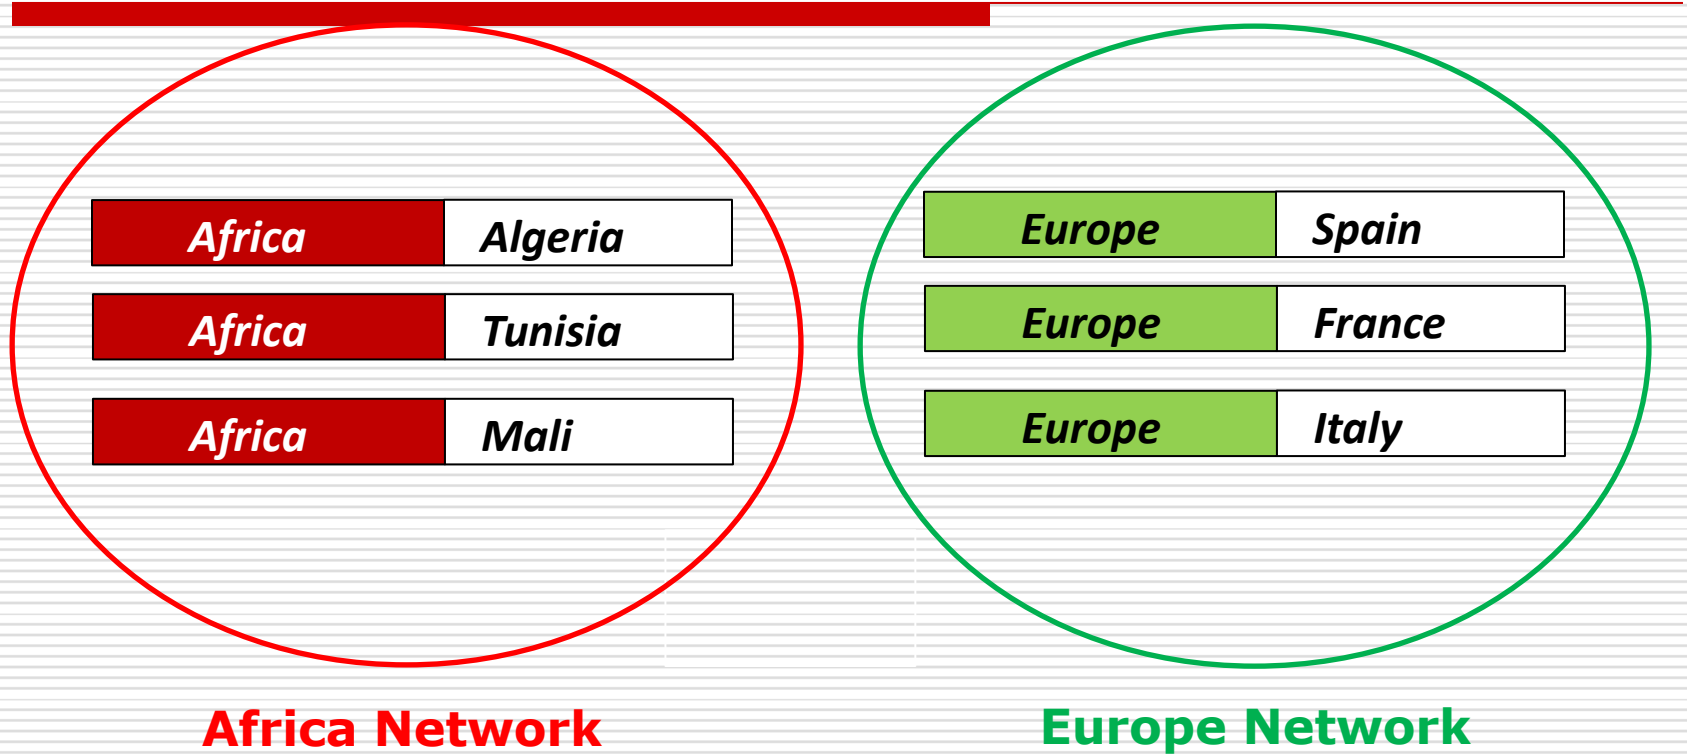 Africa Algeria
Africa Tunisia
Africa Mali
Africa Network
Europe Spain
Europe France
Europe Italy
Europe Network